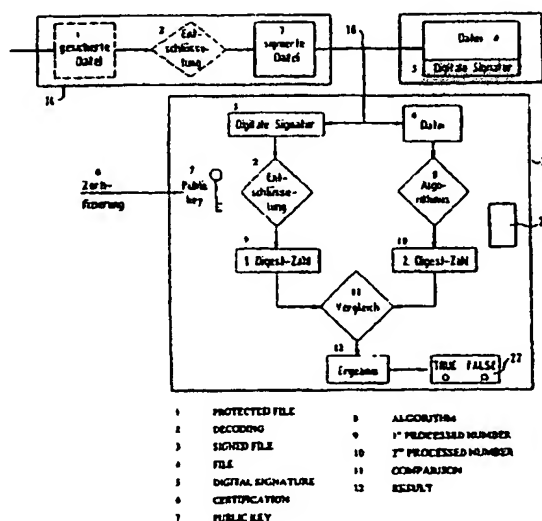 1
gesicherte
Datei
2
Ent-
schlüsse-
lung
signierte
Datei
16
Daten
5
Digitale Signatur
14
Digitale Signatur
Daten
2
Ent-
schlüsse-
lung
8
Algo-
rithmus
6
Zerti-
fizierung
7
Public
key
9
1. Digest-Zahl
10
2. Digest-Zahl
11
Vergleich
12
Ergebnis
TRUE FALSE
22
1 PROTECTED FILE
2 DECODING
3 SIGNED FILE
4 FILE
5 DIGITAL SIGNATURE
6 CERTIFICATION
7 PUBLIC KEY
8 ALGORITHM
9 1st PROCESSED NUMBER
10 2nd PROCESSED NUMBER
11 COMPARISON
12 RESULT